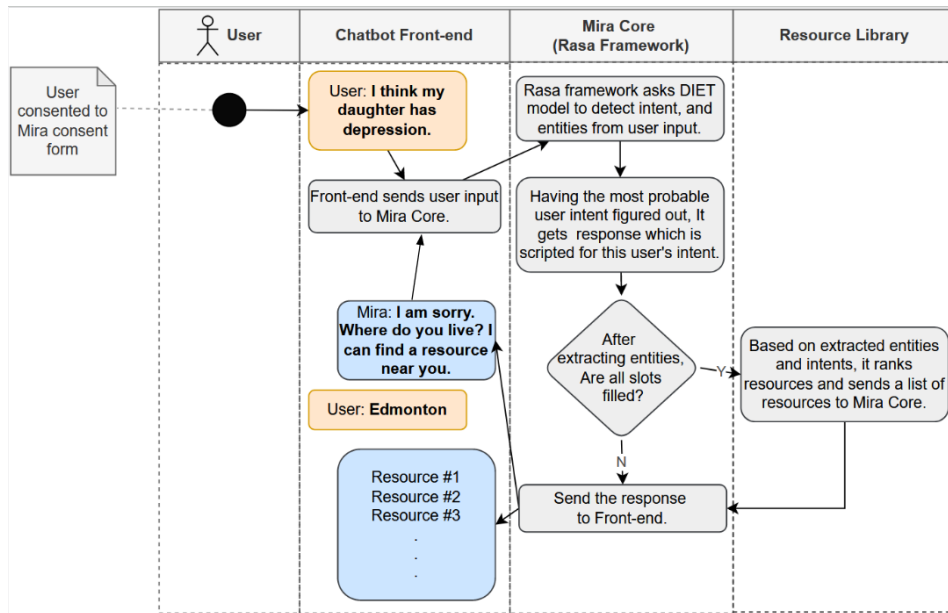 User
Chatbot Front-end
Mira Core
(Rasa Framework)
Resource Library
User
consented to
Mira consent
form
User: I think my
daughter has
depression.
Rasa framework asks DIET
model to detect intent, and
entities from user input.
Front-end sends user input
to Mira Core.
Having the most probable
user intent figured out, It
gets response which is
scripted for this user's intent.
Mira: I am sorry.
Where do you live? I
can find a resource
near you.
After
extracting entities,
Are all slots
filled?
Y
Based on extracted entities
and intents, it ranks
resources and sends a list of
resources to Mira Core.
User: Edmonton
N
Resource #1
Resource #2
Resource #3
.
.
.
Send the response
to Front-end.